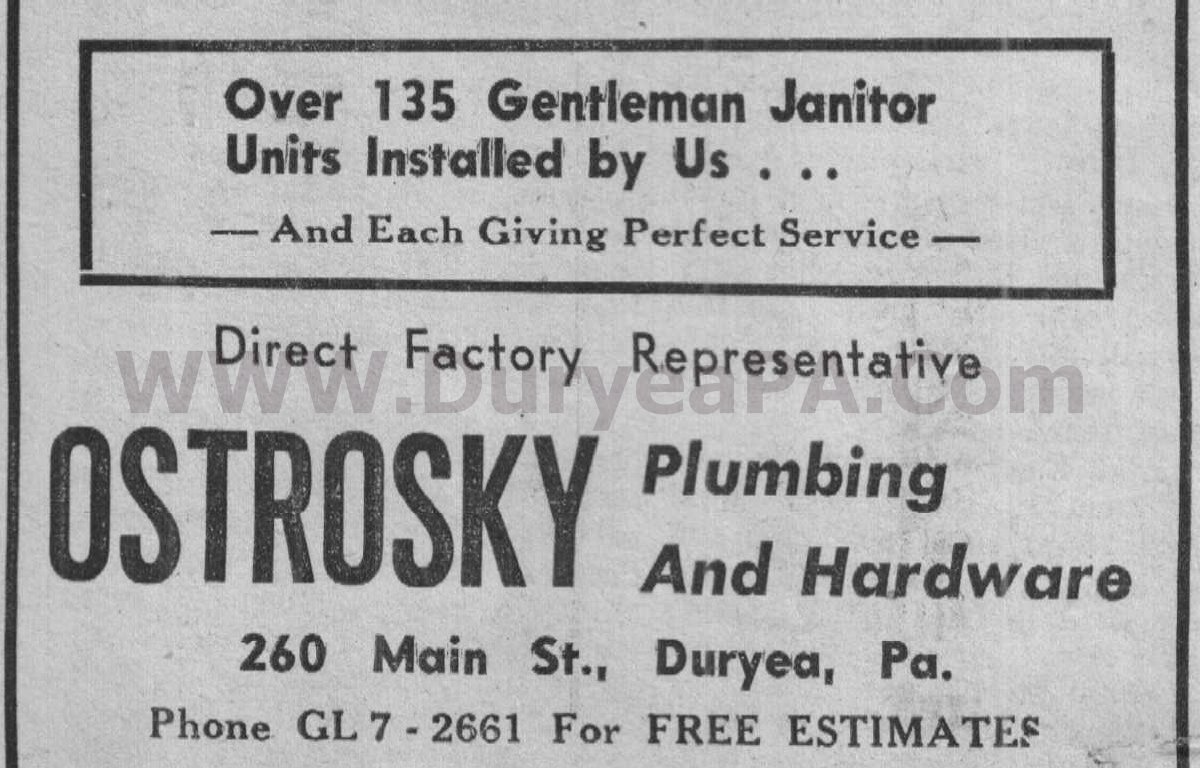 Over 135 Gentleman Janitor
Units Installed by Us . . .
— And Each Giving Perfect Service —
Direct Factory Representative
WWW.DuryeaPA.Com
OSTROSKY Plumbing
And Hardware
260 Main St., Duryea, Pa.
Phone GL 7 - 2661 For FREE ESTIMATES